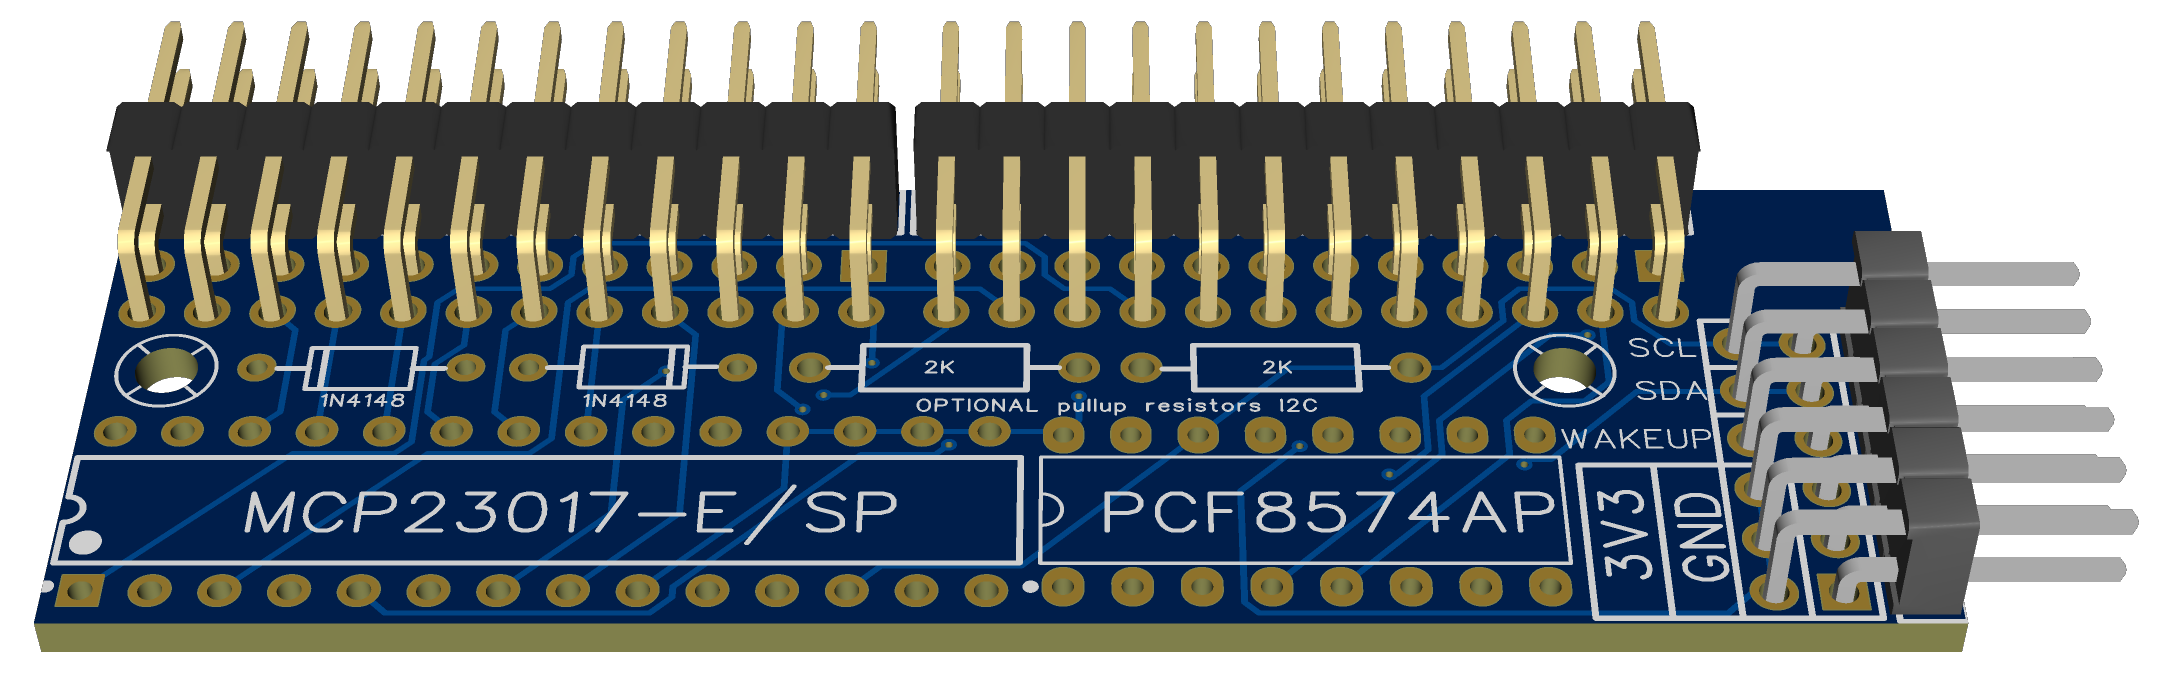 SCL
2K
2K
SDA
1N4148
1N4148
OPTIONAL pullup resistors I2C
WAKEUP
MCP23017-E/SP
PCF8574AP
3V3
GND